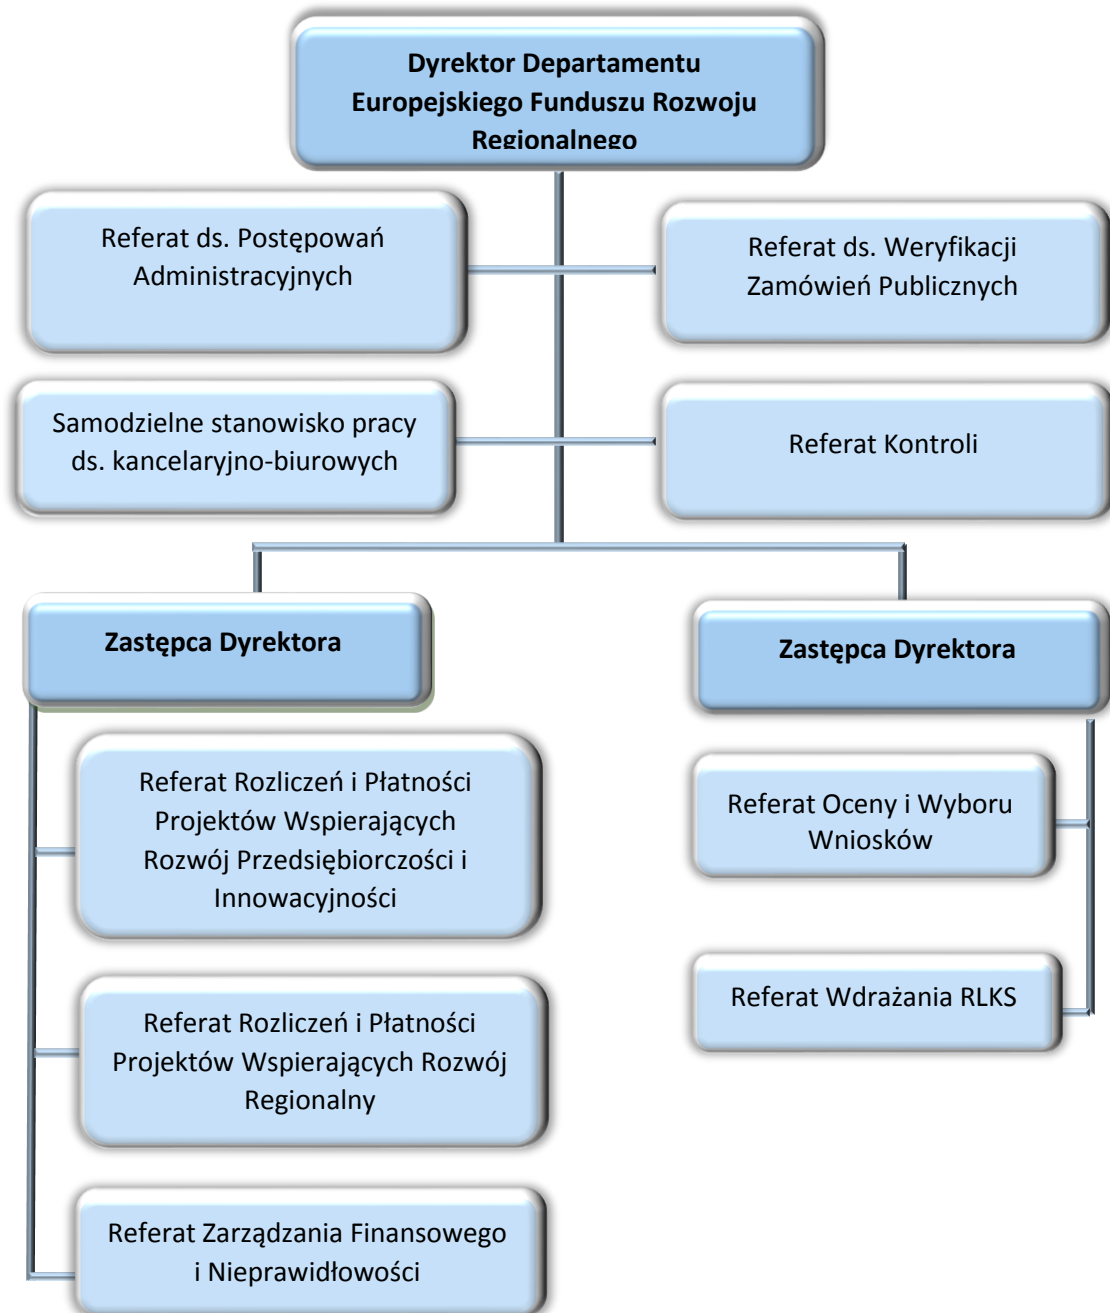 Dyrektor Departamentu
Europejskiego Funduszu Rozwoju
Regionalnego
Referat ds. Postępowań
Administracyjnych
Referat ds. Weryfikacji
Zamówień Publicznych
Samodzielne stanowisko pracy
ds. kancelaryjno-biurowych
Referat Kontroli
Zastępca Dyrektora
Zastępca Dyrektora
Referat Rozliczeń i Płatności
Projektów Wspierających
Rozwój Przedsiębiorczości i
Innowacyjności
Referat Rozliczeń i Płatności
Projektów Wspierających Rozwój
Regionalny
Referat Zarządzania Finansowego
i Nieprawidłowości
Referat Oceny i Wyboru
Wniosków
Referat Wdrażania RLKS